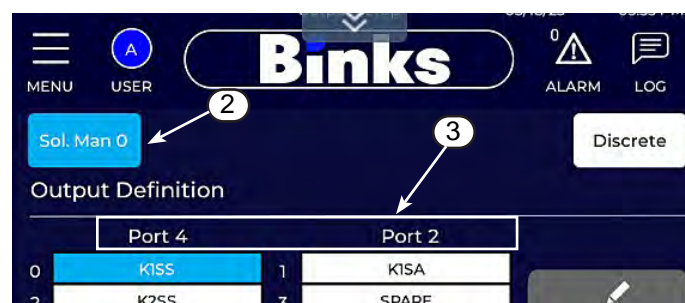 Binks
A
0
MENU USER ALARM LOG
2
3
Sol. Man 0
Discrete
Output Definition
Port 4 Port 2
0 K1SS 1 K1SA
2 K2SS 3 SPARE